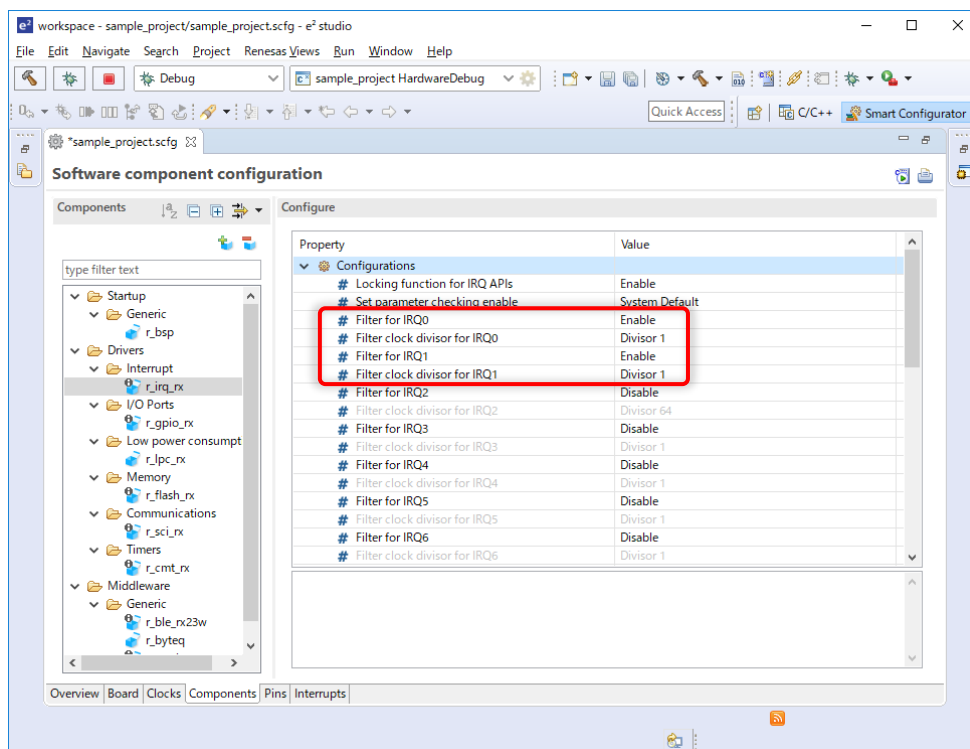 e² workspace - sample_project/sample_project.scfg - e² studio
File Edit Navigate Search Project Renesas Views Run Window Help
Debug sample_project HardwareDebug
Quick Access C/C++ Smart Configurator
*sample_project.scfg
Software component configuration
Components Configure
type filter text
Startup
Generic
r_bsp
Drivers
Interrupt
r_irq_rx
I/O Ports
r_gpio_rx
Low power consumpt
r_lpc_rx
Memory
r_flash_rx
Communications
r_sci_rx
Timers
r_cmt_rx
Middleware
Generic
r_ble_rx23w
r_byteq
Property Value
Configurations
# Locking function for IRQ APIs Enable
# Set parameter checking enable System Default
# Filter for IRQ0 Enable
# Filter clock divisor for IRQ0 Divisor 1
# Filter for IRQ1 Enable
# Filter clock divisor for IRQ1 Divisor 1
# Filter for IRQ2 Disable
# Filter clock divisor for IRQ2 Divisor 64
# Filter for IRQ3 Disable
# Filter clock divisor for IRQ3 Divisor 1
# Filter for IRQ4 Disable
# Filter clock divisor for IRQ4 Divisor 1
# Filter for IRQ5 Disable
# Filter clock divisor for IRQ5 Divisor 1
# Filter for IRQ6 Disable
# Filter clock divisor for IRQ6 Divisor 1
Overview Board Clocks Components Pins Interrupts